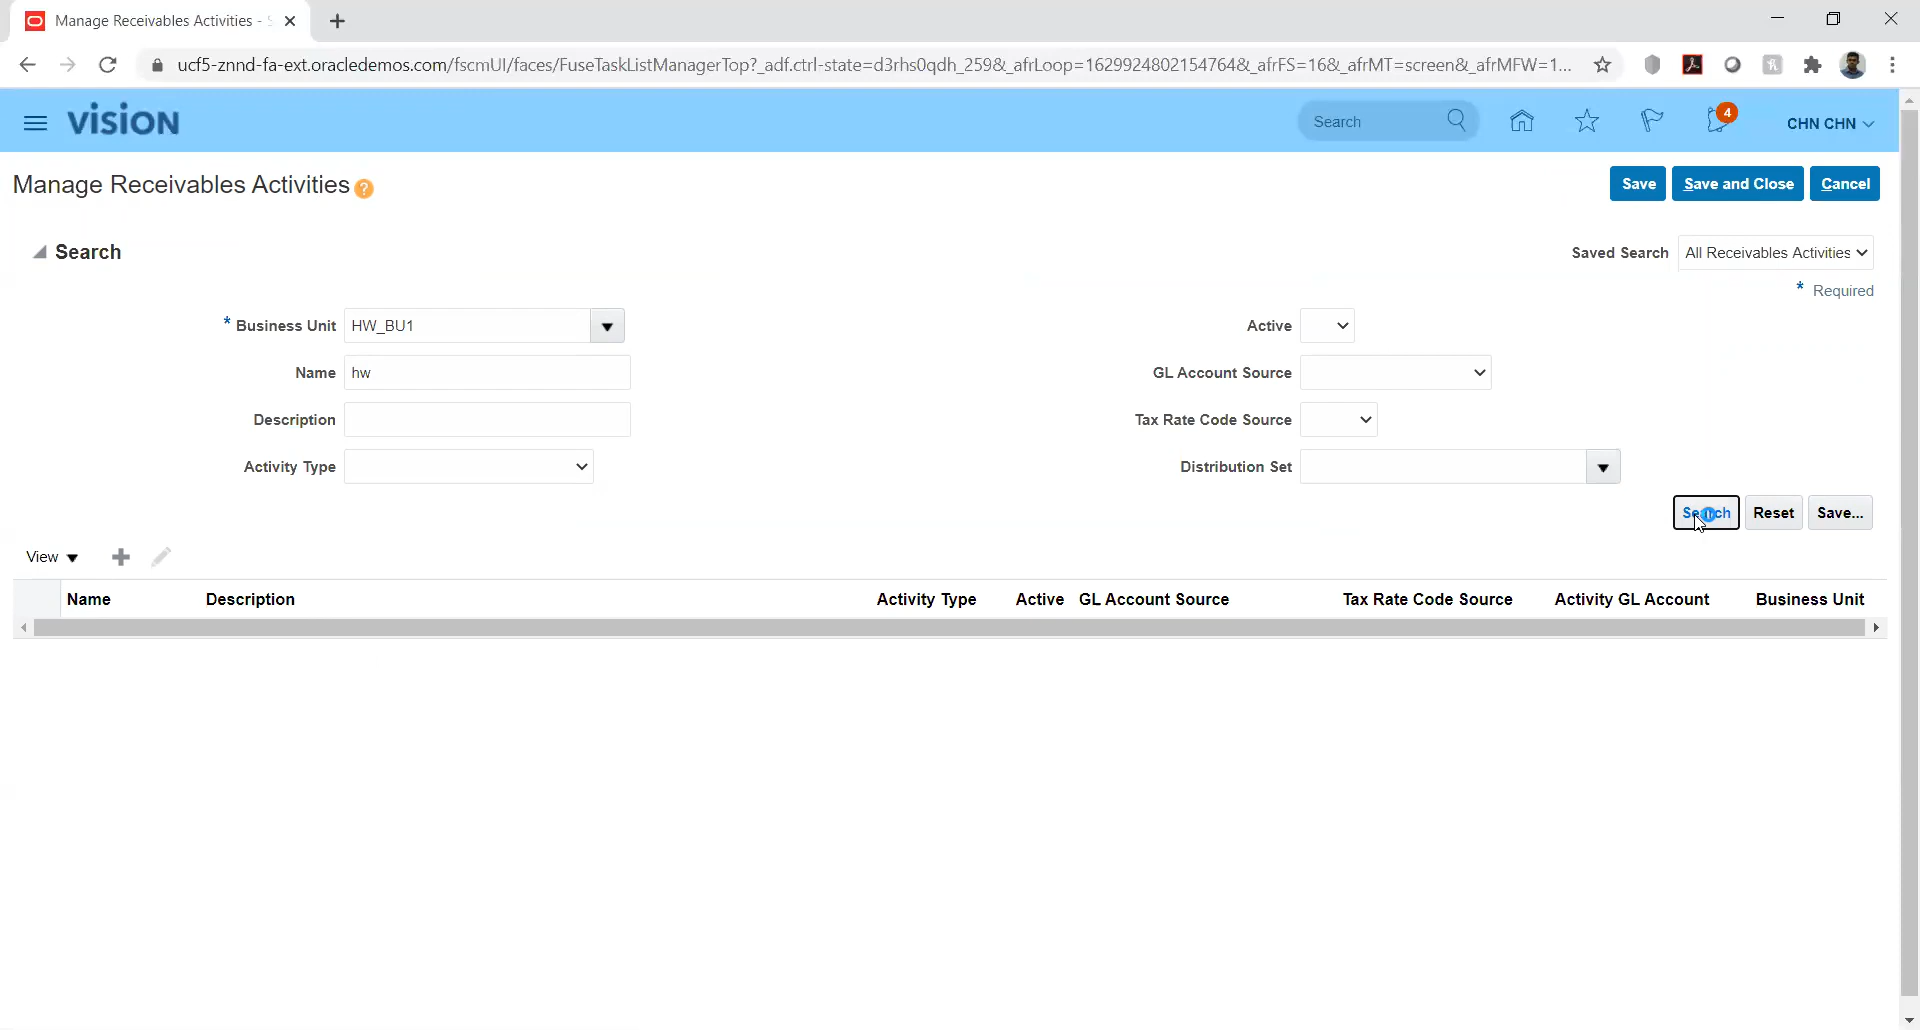 Manage Receivables Activities -
ucf5-znnd-fa-ext.oracledemos.com/fscmUI/faces/FuseTaskListManagerTop?_adf.ctrl-state=d3rhs0qdh_259&_afrLoop=1629924802154764&_afrFS=16&_afrMT=screen&_afrMFW=1...
vision
Search
4
CHN CHN
Manage Receivables Activities ?
Save
Save and Close
Cancel
Search
Saved Search All Receivables Activities
* Required
* Business Unit HW_BU1
Active
Name hw
GL Account Source
Description
Tax Rate Code Source
Activity Type
Distribution Set
Search
Reset
Save...
View
Name Description Activity Type Active GL Account Source Tax Rate Code Source Activity GL Account Business Unit